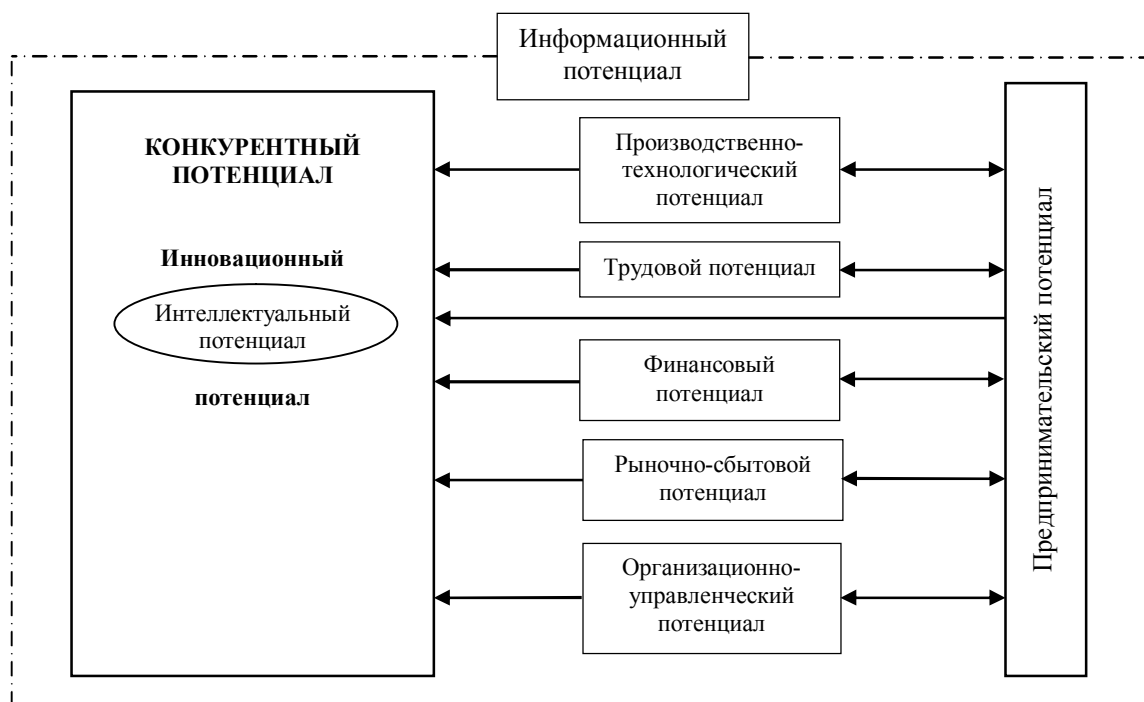 Информационный
потенциал
КОНКУРЕНТНЫЙ
ПОТЕНЦИАЛ
Инновационный
Интеллектуальный
потенциал
потенциал
Производственно-
технологический
потенциал
Трудовой потенциал
Финансовый
потенциал
Рыночно-сбытовой
потенциал
Организационно-
управленческий
потенциал
Предпринимательский потенциал